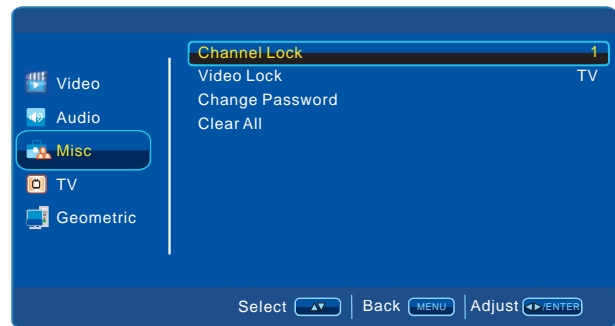 Video
Audio
Misc
TV
Geometric
Channel Lock 1
Video Lock TV
Change Password
Clear All
Select ▲▼ Back MENU Adjust ◀▶/ENTER